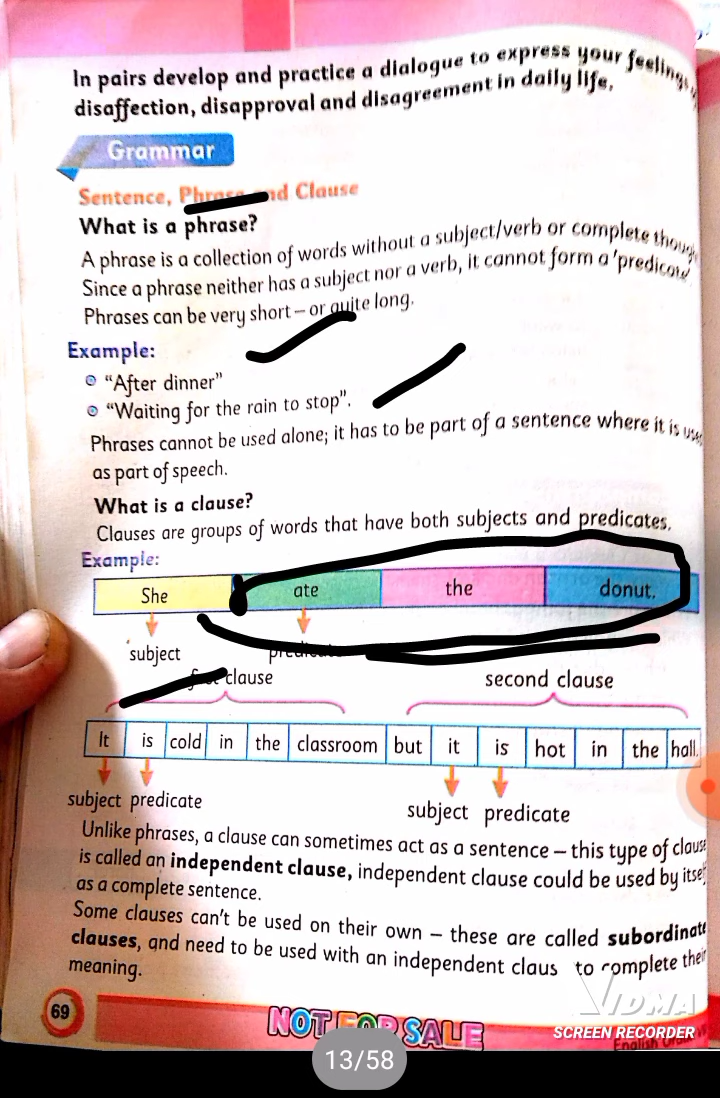 In pairs develop and practice a dialogue to express your feelings
disaffection, disapproval and disagreement in daily life,
Grammar
Sentence, Phrase and Clause
What is a phrase?
A phrase is a collection of words without a subject/verb or complete
Since a phrase neither has a subject nor a verb, it cannot form a 'predicate'
Phrases can be very short – or quite long.
Example:
"After dinner"
"Waiting for the rain to stop".
Phrases cannot be used alone; it has to be part of a sentence where it is
as part of speech.
What is a clause?
Clauses are groups of words that have both subjects and predicates.
Example:
She ate the donut.
subject predicate
first clause second clause
It is cold in the classroom but it is hot in the hall.
subject predicate subject predicate
Unlike phrases, a clause can sometimes act as a sentence – this type of clause
is called an independent clause, independent clause could be used by itself
as a complete sentence.
Some clauses can't be used on their own – these are called subordinate
clauses, and need to be used with an independent claus to complete their
meaning.
69
NOT FOR SALE
13/58
VIDMA
SCREEN RECORDER
English